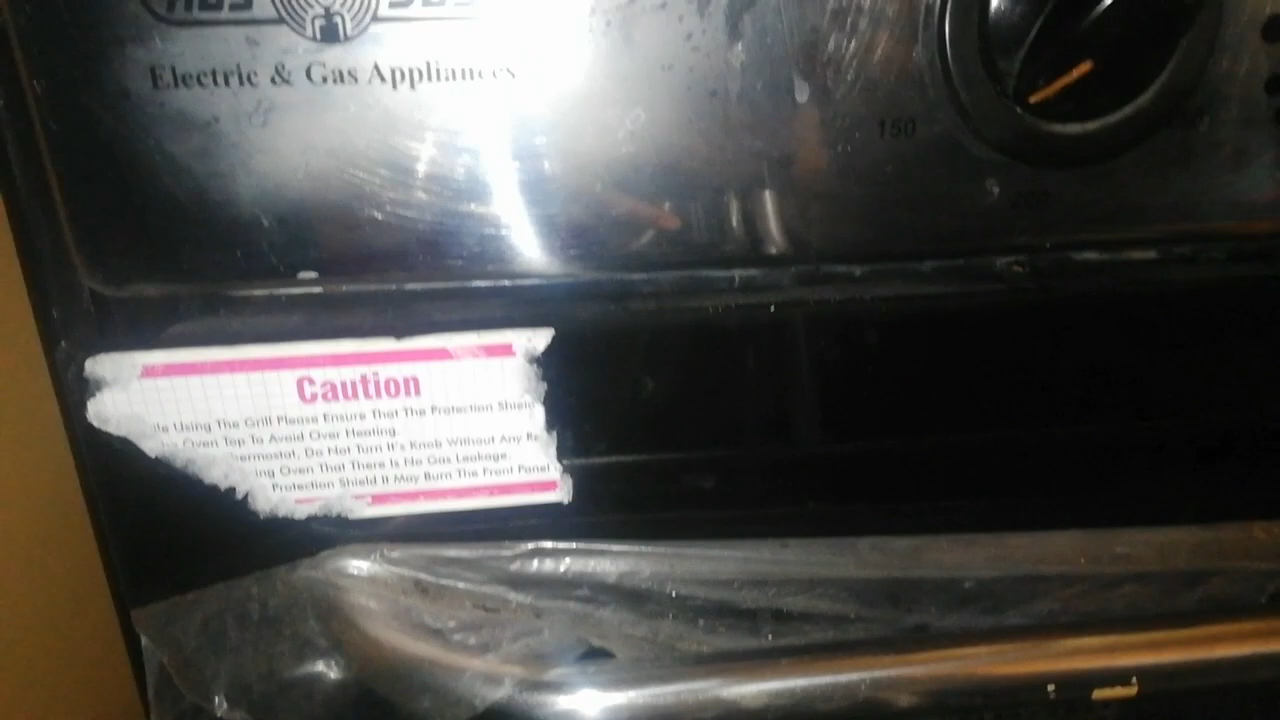 Electric & Gas Appliances
150
Caution
Using The Grill Please Ensure That The Protection Shield
Oven Top To Avoid Over Heating.
ermostat, Do Not Turn It's Knob Without Any
ing Oven That There Is No Gas Leakage.
Protection Shield It May Burn The Front Panel